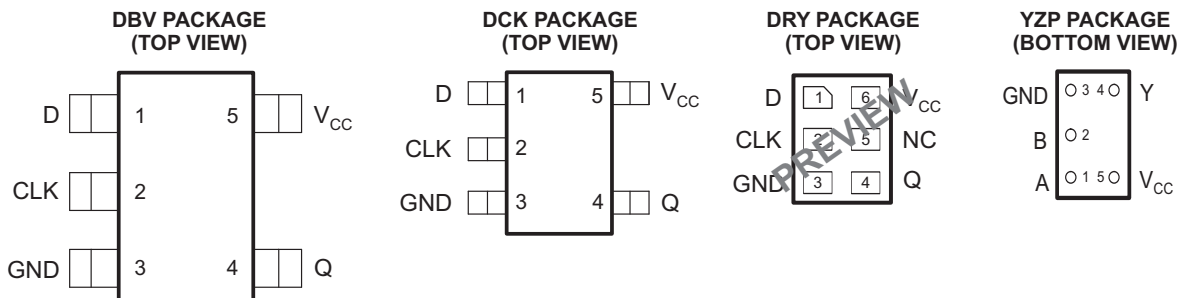 DBV PACKAGE
(TOP VIEW)
D 1 5 VCC
CLK 2
GND 3 4 Q
DCK PACKAGE
(TOP VIEW)
D 1 5 VCC
CLK 2
GND 3 4 Q
DRY PACKAGE
(TOP VIEW)
D 1 6 VCC
CLK 2 5 NC
GND 3 4 Q
PREVIEW
YZP PACKAGE
(BOTTOM VIEW)
GND 3 4 Y
B 2
A 1 5 VCC